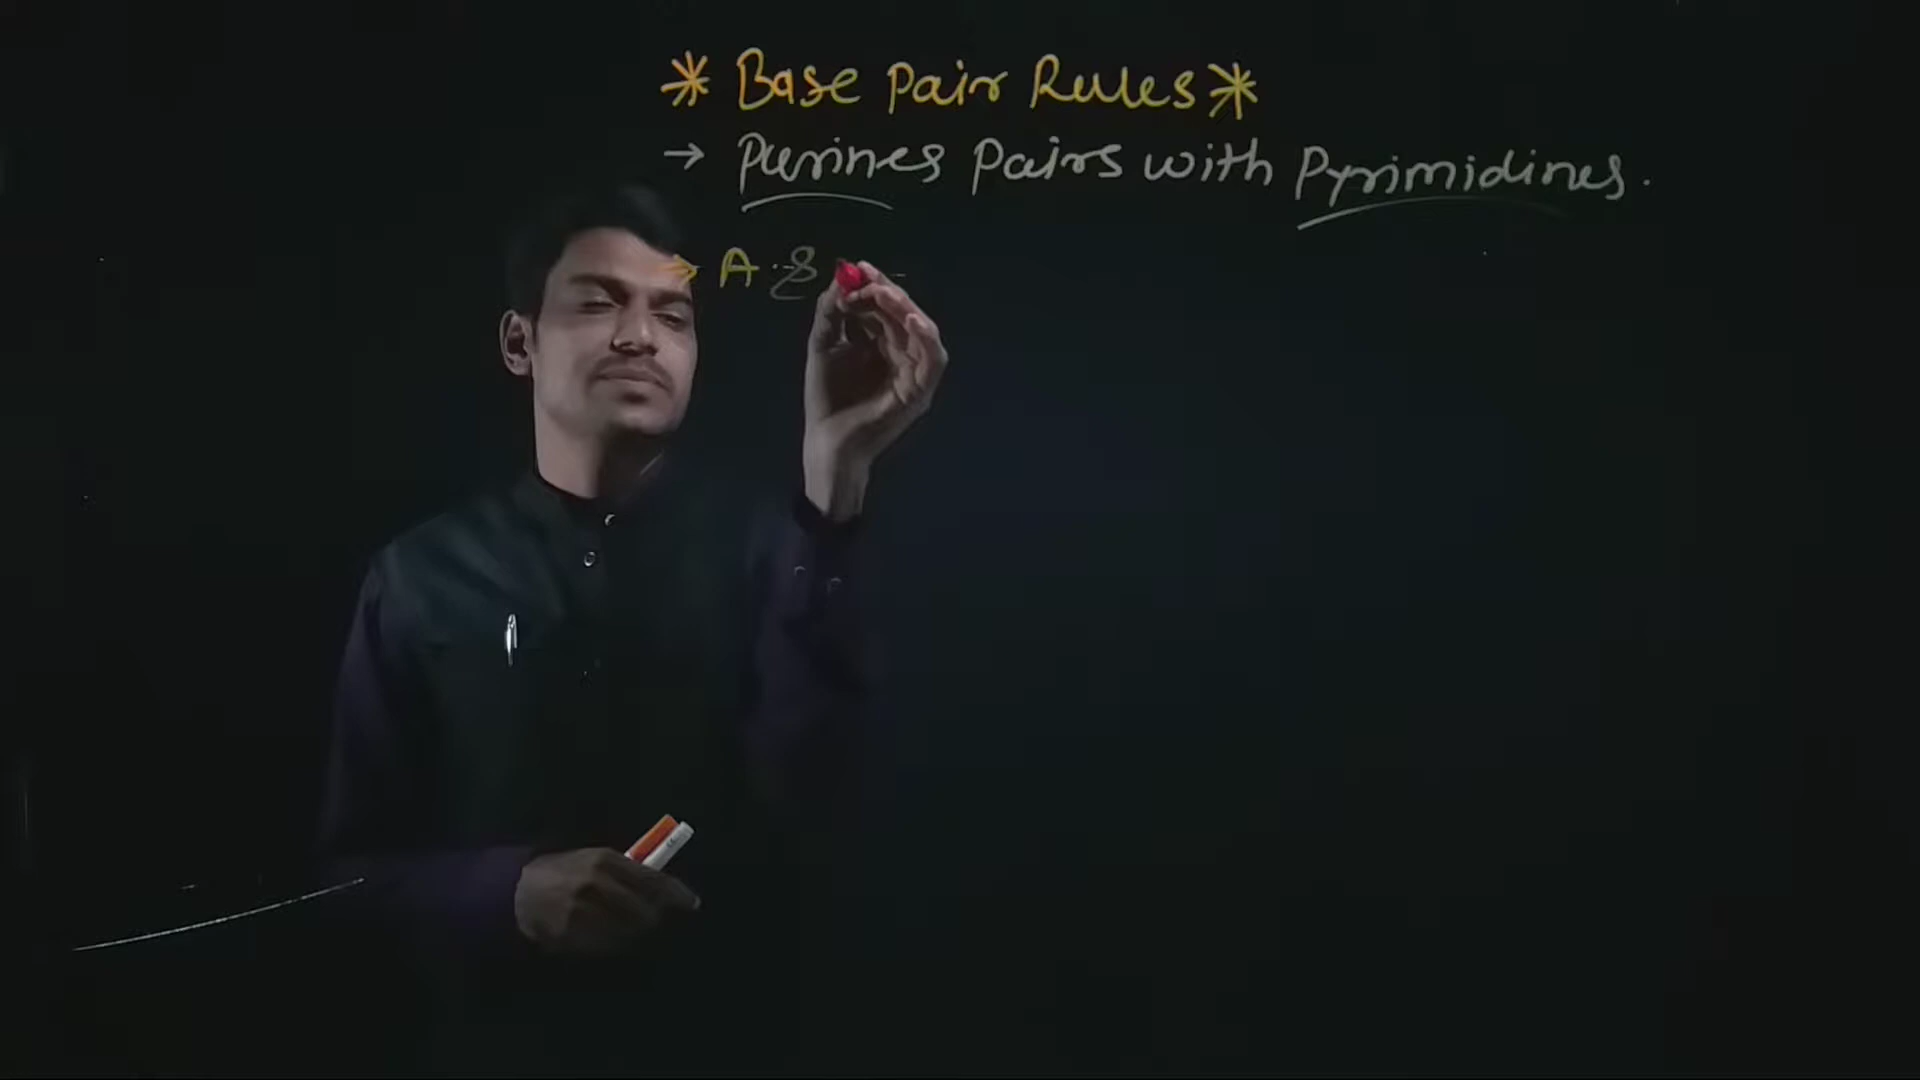 * Base Pair Rules *
→ Purines Pairs with Pyrimidines.
→ A &